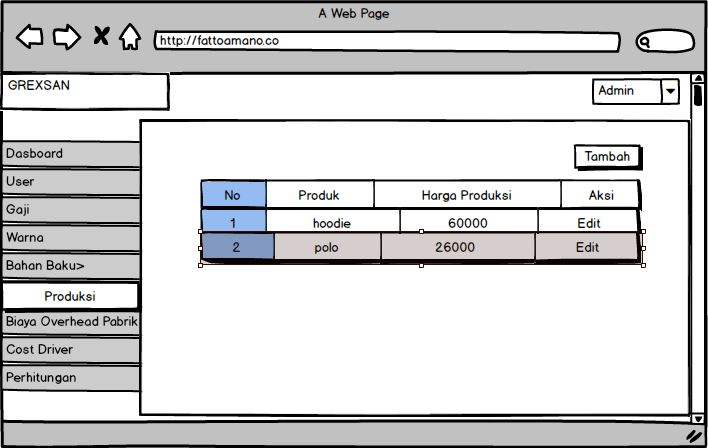 A Web Page
http://fattoamano.co
GREXSAN
Admin
Dasboard
User
Gaji
Warna
Bahan Baku>
Produksi
Biaya Overhead Pabrik
Cost Driver
Perhitungan
Tambah
No Produk Harga Produksi Aksi
1 hoodie 60000 Edit
2 polo 26000 Edit